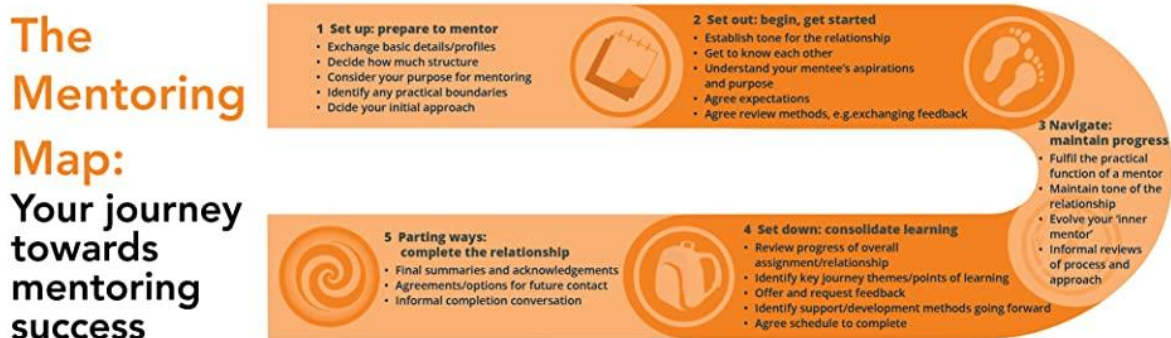 The
Mentoring
Map:
Your journey
towards
mentoring
success
1 Set up: prepare to mentor
• Exchange basic details/profiles
• Decide how much structure
• Consider your purpose for mentoring
• Identify any practical boundaries
• Dcide your initial approach
2 Set out: begin, get started
• Establish tone for the relationship
• Get to know each other
• Understand your mentee's aspirations
and purpose
• Agree expectations
• Agree review methods, e.g.exchanging feedback
3 Navigate:
maintain progress
• Fulfil the practical
function of a mentor
• Maintain tone of the
relationship
• Evolve your 'inner
mentor'
• Informal reviews
of process and
approach
4 Set down: consolidate learning
• Review progress of overall
assignment/relationship
• Identify key journey themes/points of learning
• Offer and request feedback
• Identify support/development methods going forward
• Agree schedule to complete
5 Parting ways:
complete the relationship
• Final summaries and acknowledgements
• Agreements/options for future contact
• Informal completion conversation